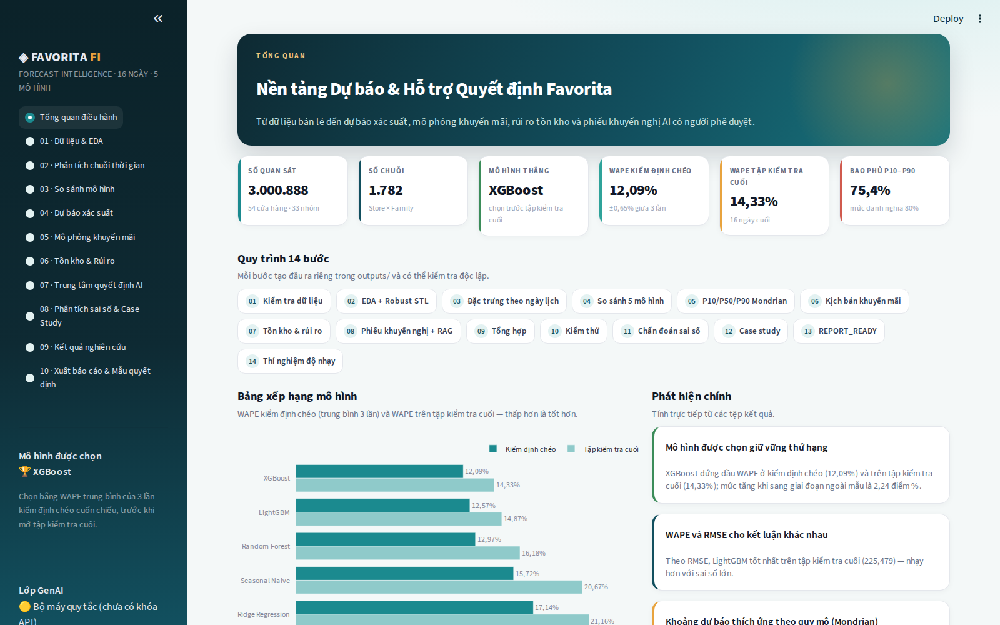 Deploy
◈ FAVORITA FI
FORECAST INTELLIGENCE · 16 NGÀY · 5
MÔ HÌNH
Tổng quan điều hành
01 · Dữ liệu & EDA
02 · Phân tích chuỗi thời gian
03 · So sánh mô hình
04 · Dự báo xác suất
05 · Mô phỏng khuyến mãi
06 · Tồn kho & Rủi ro
07 · Trung tâm quyết định AI
08 · Phân tích sai số & Case
Study
09 · Kết quả nghiên cứu
10 · Xuất báo cáo & Mẫu quyết
định
Mô hình được chọn
🏆 XGBoost
Chọn bằng WAPE trung bình của 3 lần
kiểm định chéo cuốn chiếu, trước khi
mở tập kiểm tra cuối.
Lớp GenAI
🟡 Bộ máy quy tắc (chưa có khóa
API)
TỔNG QUAN
Nền tảng Dự báo & Hỗ trợ Quyết định Favorita
Từ dữ liệu bán lẻ đến dự báo xác suất, mô phỏng khuyến mãi, rủi ro tồn kho và phiếu khuyến nghị AI có người phê duyệt.
SỐ QUAN SÁT
3.000.888
54 cửa hàng · 33 nhóm
SỐ CHUỖI
1.782
Store × Family
MÔ HÌNH THẮNG
XGBoost
chọn trước tập kiểm tra
cuối
WAPE KIỂM ĐỊNH CHÉO
12,09%
±0,65% giữa 3 lần
WAPE TẬP KIỂM TRA
CUỐI
14,33%
16 ngày cuối
BAO PHỦ P10–P90
75,4%
mức danh nghĩa 80%
Quy trình 14 bước
Mỗi bước tạo đầu ra riêng trong outputs/ và có thể kiểm tra độc lập.
01 Kiểm tra dữ liệu
02 EDA + Robust STL
03 Đặc trưng theo ngày lịch
04 So sánh 5 mô hình
05 P10/P50/P90 Mondrian
06 Kịch bản khuyến mãi
07 Tồn kho & rủi ro
08 Phiếu khuyến nghị + RAG
09 Tổng hợp
10 Kiểm thử
11 Chẩn đoán sai số
12 Case study
13 REPORT_READY
14 Thí nghiệm độ nhạy
Bảng xếp hạng mô hình
WAPE kiểm định chéo (trung bình 3 lần) và WAPE trên tập kiểm tra cuối — thấp hơn là tốt hơn.
Kiểm định chéo
Tập kiểm tra cuối
XGBoost
12,09%
14,33%
LightGBM
12,57%
14,87%
Random Forest
12,97%
16,18%
Seasonal Naive
15,72%
20,67%
Ridge Regression
17,14%
21,16%
Phát hiện chính
Tính trực tiếp từ các tệp kết quả.
Mô hình được chọn giữ vững thứ hạng
XGBoost đứng đầu WAPE ở kiểm định chéo (12,09%) và trên tập kiểm tra
cuối (14,33%); mức tăng khi sang giai đoạn ngoài mẫu là 2,24 điểm %.
WAPE và RMSE cho kết luận khác nhau
Theo RMSE, LightGBM tốt nhất trên tập kiểm tra cuối (225,479) — nhạy
hơn với sai số lớn.
Khoảng dự báo thích ứng theo quy mô (Mondrian)